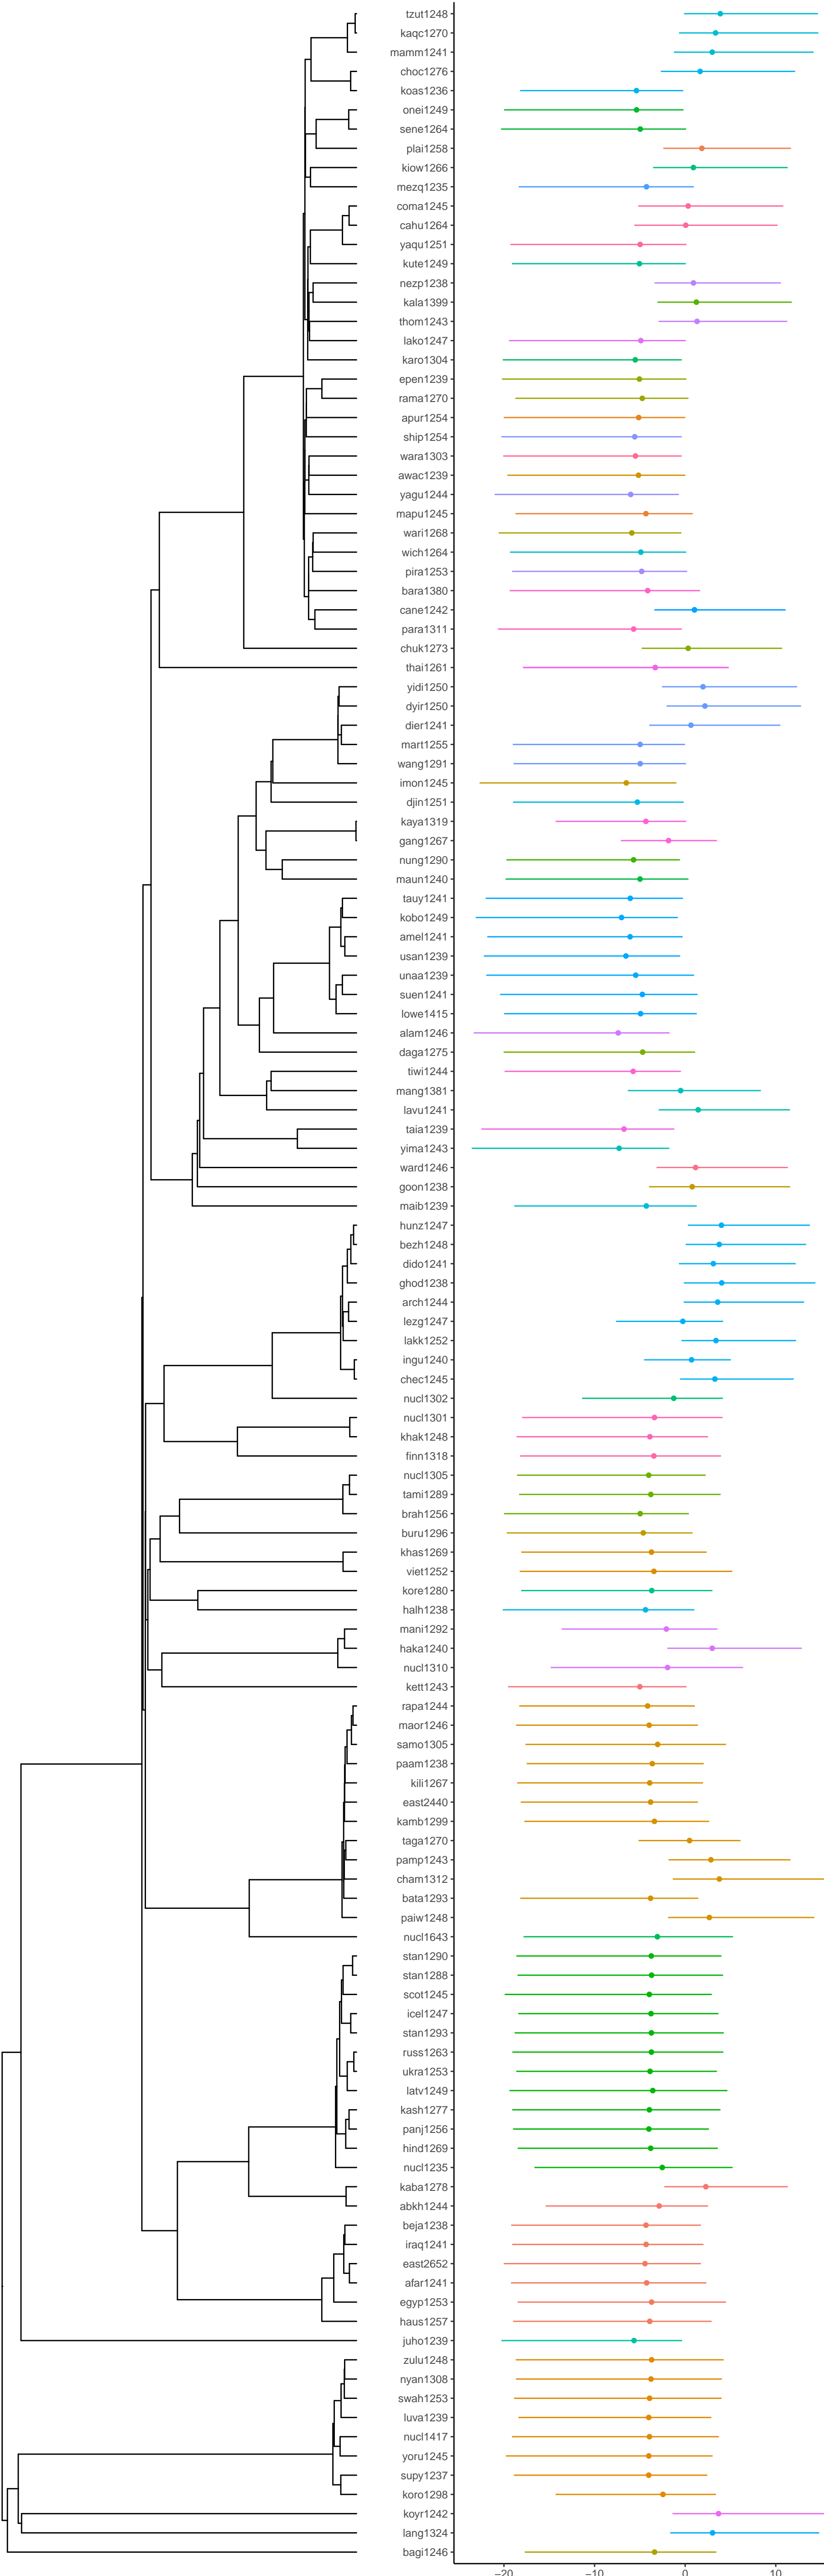 tzut1248
kaqc1270
mamm1241
choc1276
koas1236
onei1249
sene1264
plai1258
kiow1266
mezq1235
coma1245
cahu1264
yaqu1251
kute1249
nezp1238
kala1399
thom1243
lako1247
karo1304
epen1239
rama1270
apur1254
ship1254
wara1303
awac1239
yagu1244
mapu1245
wari1268
wich1264
pira1253
bara1380
cane1242
para1311
chuk1273
thai1261
yidi1250
dyir1250
dier1241
mart1255
wang1291
imon1245
djin1251
kaya1319
gang1267
nung1290
maun1240
tauy1241
kobo1249
amel1241
usan1239
unaa1239
suen1241
lowe1415
alam1246
daga1275
tiwi1244
mang1381
lavu1241
taia1239
yima1243
ward1246
goon1238
maib1239
hunz1247
bezh1248
dido1241
ghod1238
arch1244
lezg1247
lakk1252
ingu1240
chec1245
nucl1302
nucl1301
khak1248
finn1318
nucl1305
tami1289
brah1256
buru1296
khas1269
viet1252
kore1280
halh1238
mani1292
haka1240
nucl1310
kett1243
rapa1244
maor1246
samo1305
paam1238
kili1267
east2440
kamb1299
taga1270
pamp1243
cham1312
bata1293
paiw1248
nucl1643
stan1290
stan1288
scot1245
icel1247
stan1293
russ1263
ukra1253
latv1249
kash1277
panj1256
hind1269
nucl1235
kaba1278
abkh1244
beja1238
iraq1241
east2652
afar1241
egyp1253
haus1257
juho1239
zulu1248
nyan1308
swah1253
luva1239
nucl1417
yoru1245
supy1237
koro1298
koyr1242
lang1324
bagi1246
−20 −10 0 10